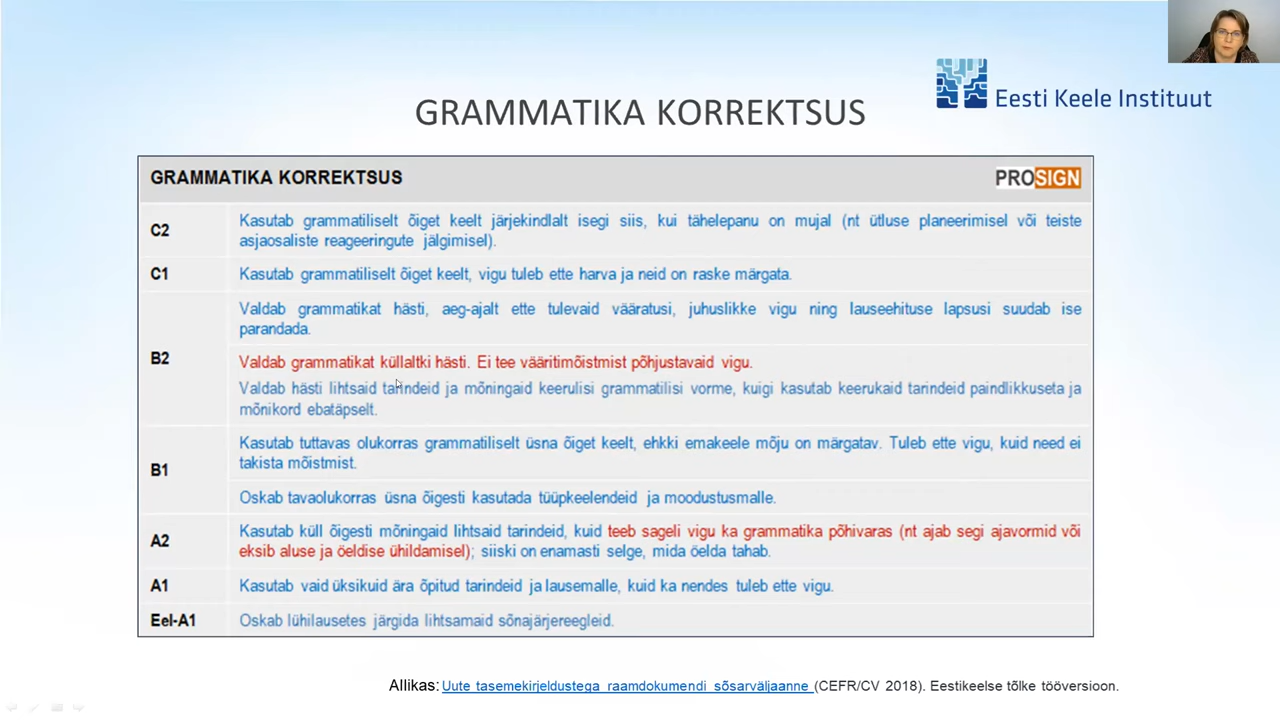 Eesti Keele Instituut
GRAMMATIKA KORREKTSUS
GRAMMATIKA KORREKTSUS
PROSIGN
C2
Kasutab grammatiliselt õiget keelt järjekindlalt isegi siis, kui tähelepanu on mujal (nt ütluse planeerimisel või teiste
asjaosaliste reageeringute jälgimisel).
C1
Kasutab grammatiliselt õiget keelt, vigu tuleb ette harva ja neid on raske märgata.
B2
Valdab grammatikat hästi, aeg-ajalt ette tulevaid vääratusi, juhuslikke vigu ning lauseehituse lapsusi suudab ise
parandada.
Valdab grammatikat küllaltki hästi. Ei tee vääritimõistmist põhjustavaid vigu.
Valdab hästi lihtsaid tarindeid ja mõningaid keerulisi grammatilisi vorme, kuigi kasutab keerukaid tarindeid paindlikkuseta ja
mõnikord ebatäpselt.
B1
Kasutab tuttavas olukorras grammatiliselt üsna õiget keelt, ehkki emakeele mõju on märgatav. Tuleb ette vigu, kuid need ei
takista mõistmist.
Oskab tavaolukorras üsna õigesti kasutada tüüpkeelendeid ja moodustusmalle.
A2
Kasutab küll õigesti mõningaid lihtsaid tarindeid, kuid teeb sageli vigu ka grammatika põhivaras (nt ajab segi ajavormid või
eksib aluse ja öeldise ühildamisel); siiski on enamasti selge, mida öelda tahab.
A1
Kasutab vaid üksikuid ära õpitud tarindeid ja lausemalle, kuid ka nendes tuleb ette vigu.
Eel-A1
Oskab lühilausetes järgida lihtsamaid sõnajärjereegleid.
Allikas: Uute tasemekirjeldustega raamdokumendi sõsarväljaanne (CEFR/CV 2018). Eestikeelse tõlke tööversioon.